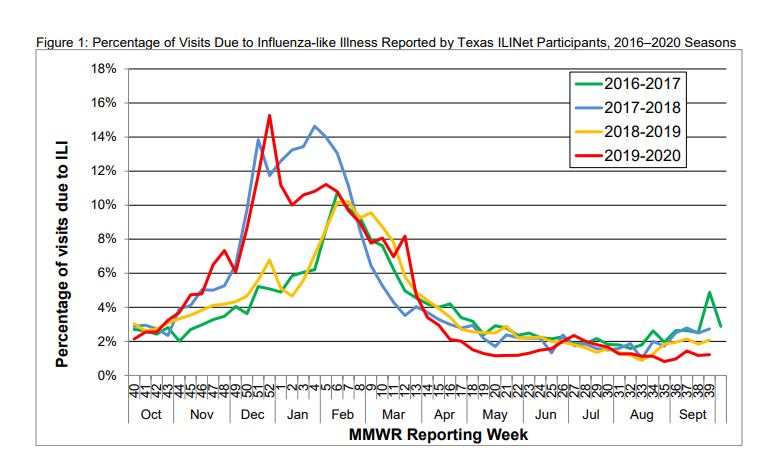 Figure 1: Percentage of Visits Due to Influenza-like Illness Reported by Texas ILINet Participants, 2016–2020 Seasons
18%
16%
14%
12%
10%
8%
6%
4%
2%
0%
Percentage of visits due to ILI
2016-2017
2017-2018
2018-2019
2019-2020
40 41 42 43 44 45 46 47 48 49 50 51 52 1 2 3 4 5 6 7 8 9 10 11 12 13 14 15 16 17 18 19 20 21 22 23 24 25 26 27 28 29 30 31 32 33 34 35 36 37 38 39
Oct Nov Dec Jan Feb Mar Apr May Jun Jul Aug Sept
MMWR Reporting Week